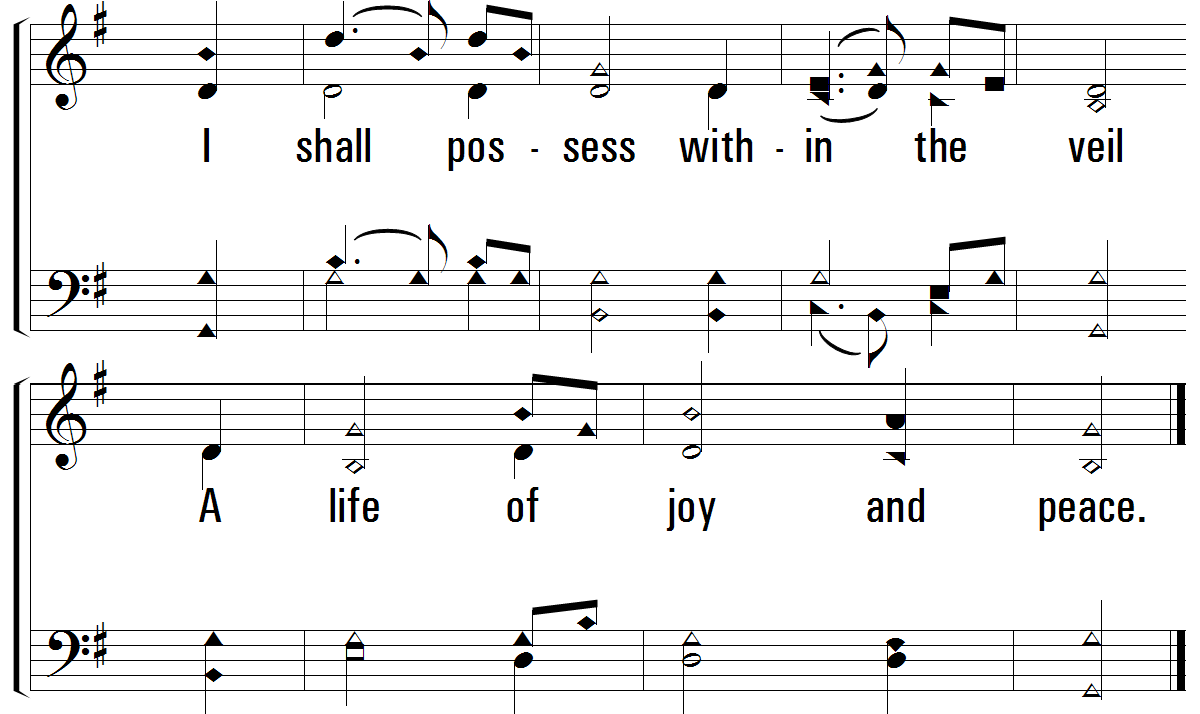 I shall pos - sess with - in the veil
A life of joy and peace.